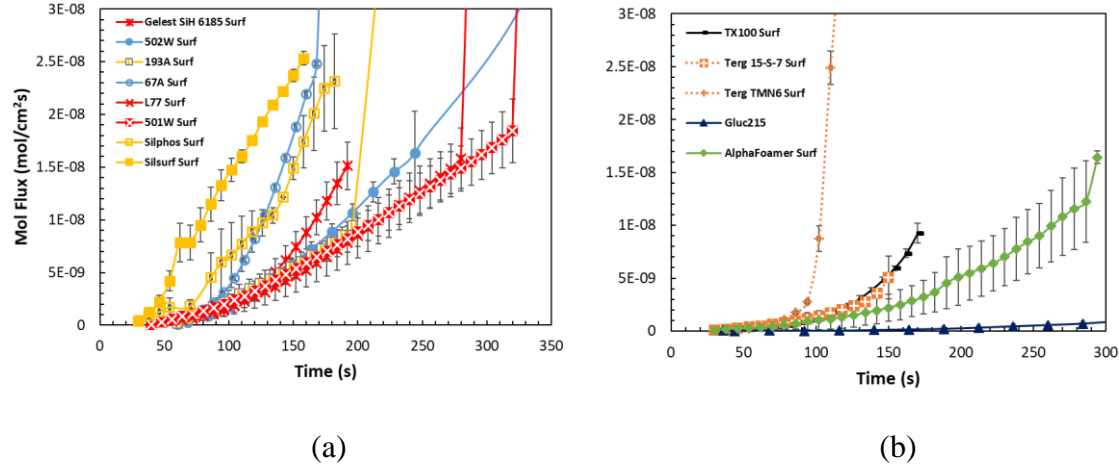 3E-08
2.5E-08
2E-08
1.5E-08
1E-08
5E-09
0
Mol Flux (mol/cm²s)
Gelest SiH 6185 Surf
502W Surf
193A Surf
67A Surf
L77 Surf
501W Surf
Silphos Surf
Silsurf Surf
0 50 100 150 200 250 300 350
Time (s)
(a)
3E-08
2.5E-08
2E-08
1.5E-08
1E-08
5E-09
0
TX100 Surf
Terg 15-S-7 Surf
Terg TMN6 Surf
Gluc215
AlphaFoamer Surf
0 50 100 150 200 250 300
Time (s)
(b)